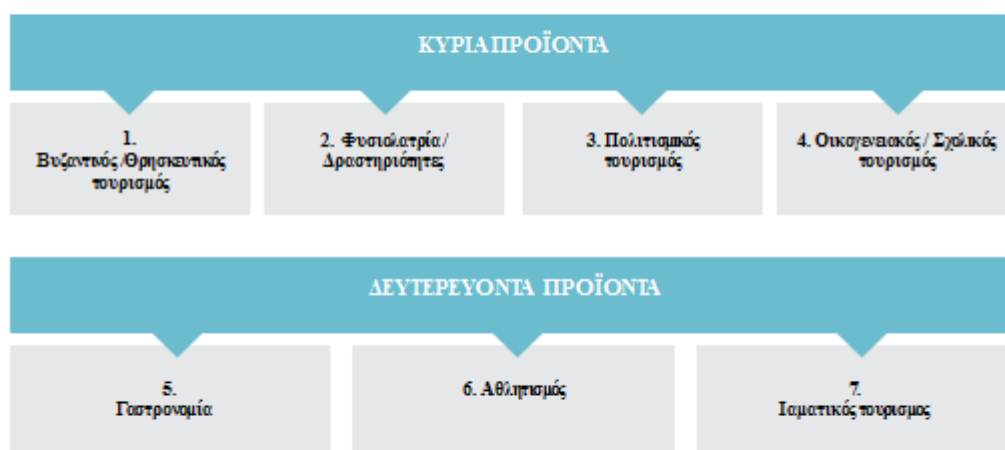 ΚΥΡΙΑ ΠΡΟΪΟΝΤΑ
1.
Βυζαντινός /Θρησκευτικός
τουρισμός
2. Φυσιολατρία /
Δραστηριότητες
3. Πολιτισμικός
τουρισμός
4. Οικογενειακός / Σχολικός
τουρισμός
ΔΕΥΤΕΡΕΥΟΝΤΑ ΠΡΟΪΟΝΤΑ
5.
Γαστρονομία
6. Αθλητισμός
7.
Ιαματικός τουρισμος